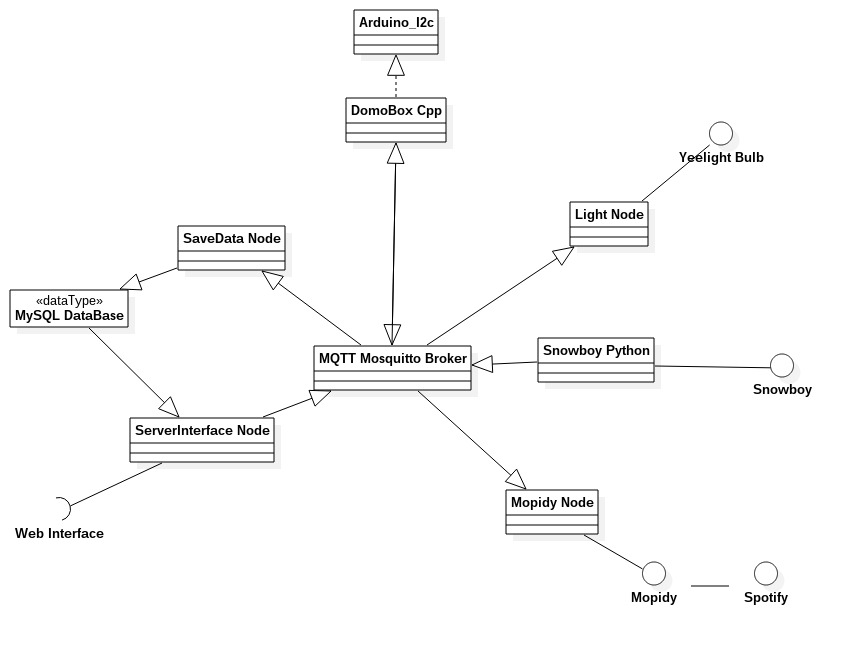 Arduino_I2c
DomoBox Cpp
Yeelight Bulb
Light Node
SaveData Node
«dataType»
MySQL DataBase
MQTT Mosquitto Broker
Snowboy Python
Snowboy
ServerInterface Node
Mopidy Node
Web Interface
Mopidy
Spotify